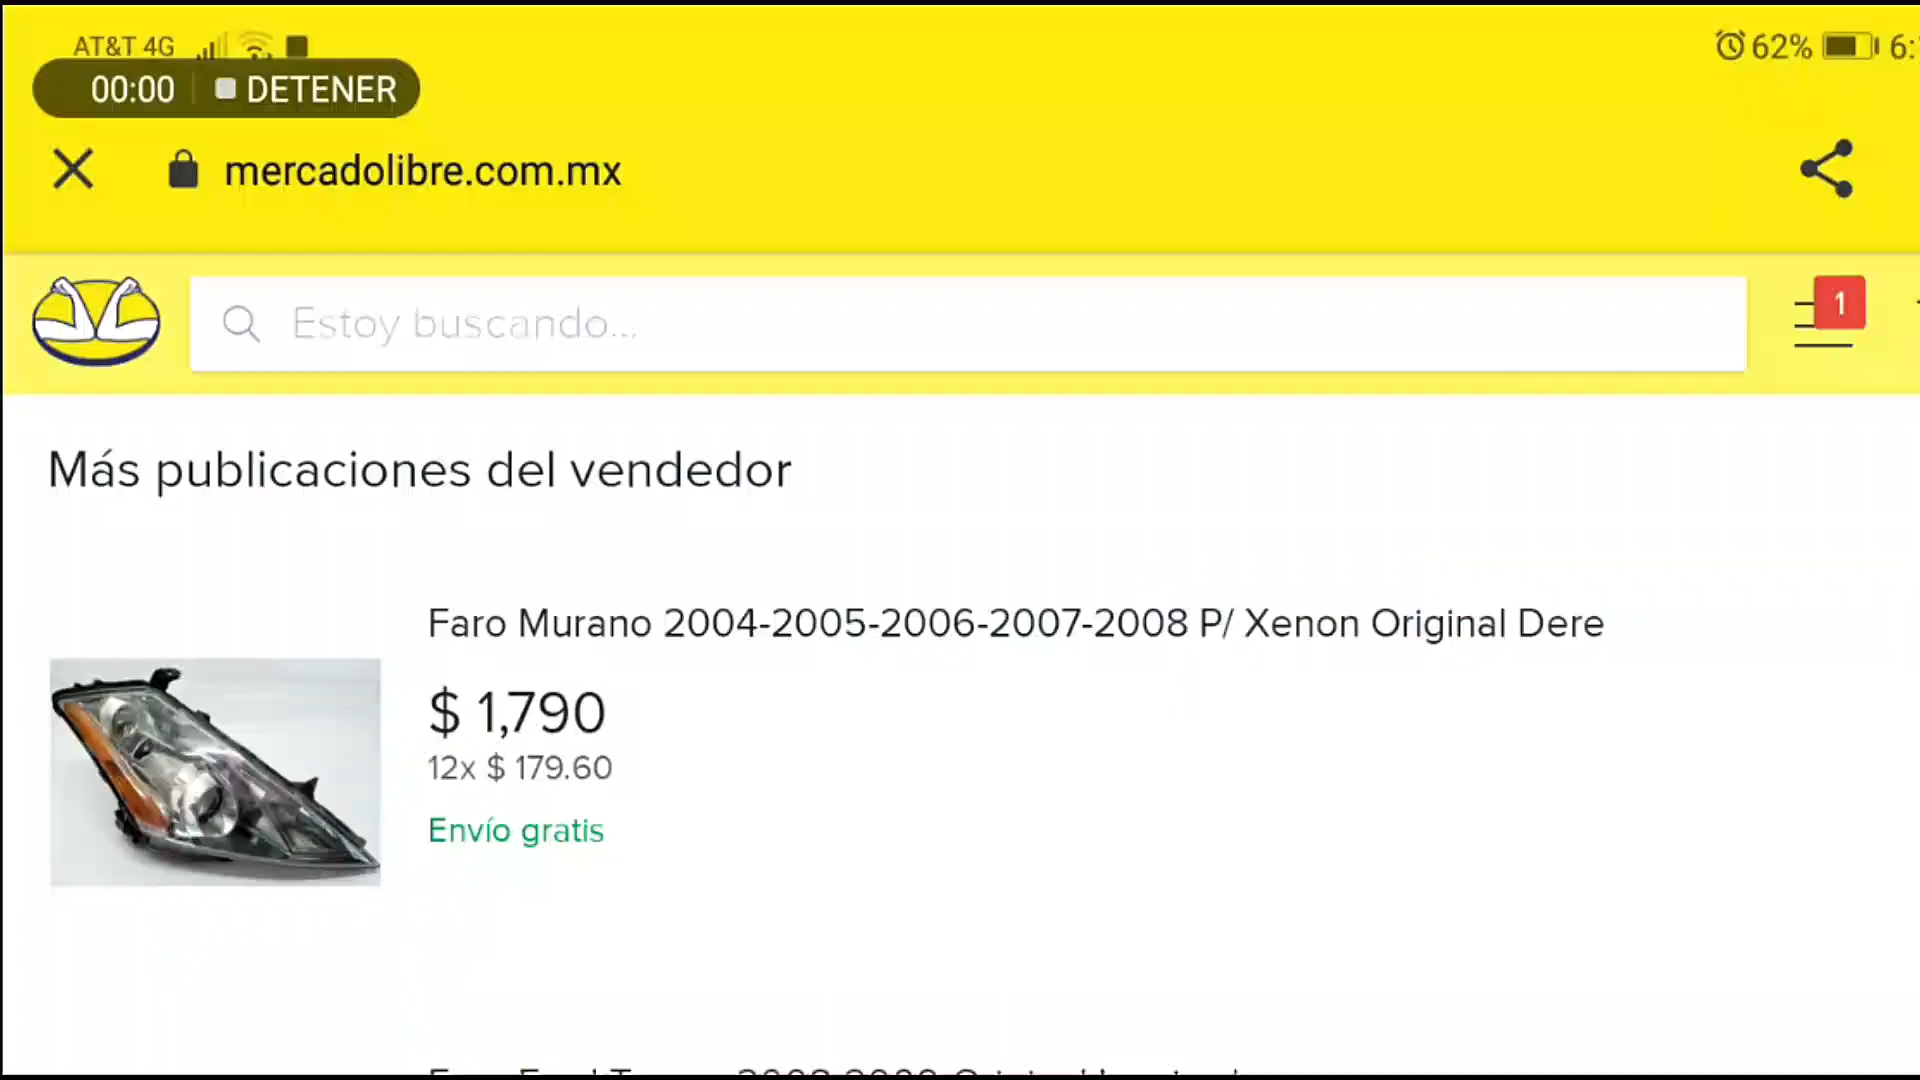 AT&T 4G
62%
00:00 DETENER
mercadolibre.com.mx
Estoy buscando...
1
Más publicaciones del vendedor
Faro Murano 2004-2005-2006-2007-2008 P/ Xenon Original Dere
$ 1,790
12x $ 179.60
Envío gratis